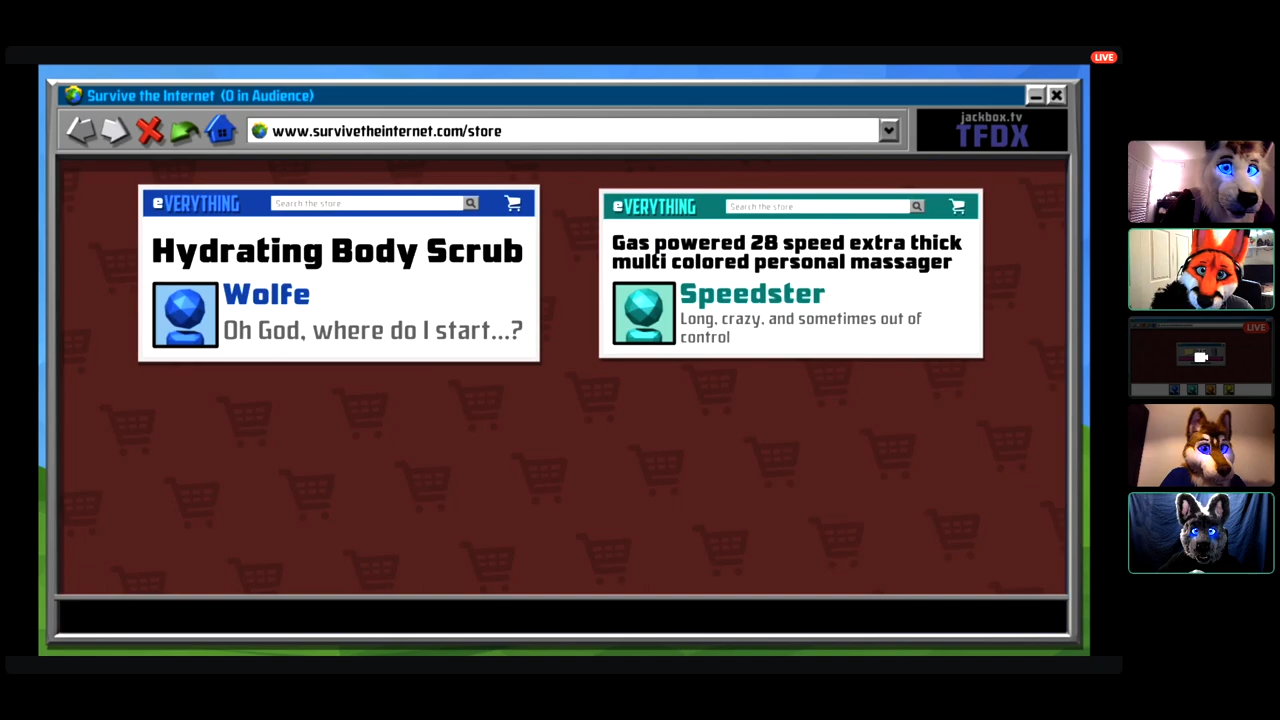 LIVE
Survive the Internet (0 in Audience)
www.survivetheinternet.com/store
jackbox.tv
TFDX
eVERYTHING
Search the store
Hydrating Body Scrub
Wolfe
Oh God, where do I start...?
eVERYTHING
Search the store
Gas powered 28 speed extra thick
multi colored personal massager
Speedster
Long, crazy, and sometimes out of
control
LIVE